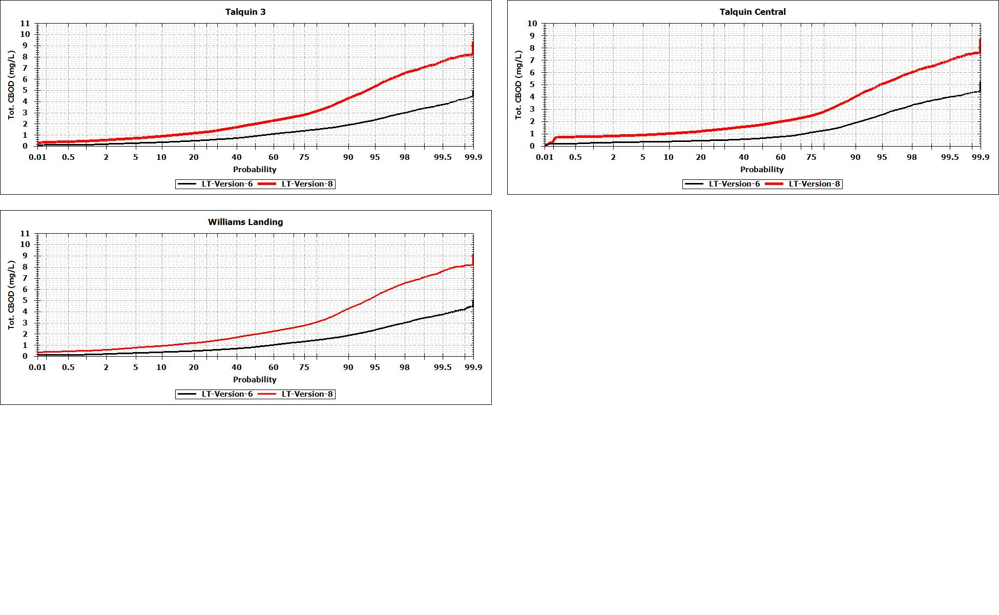 Talquin 3
11
10
9
8
7
6
5
4
3
2
1
0
Tot. CBOD (mg/L)
0.01 0.5 2 5 10 20 40 60 75 90 95 98 99.5 99.9
Probability
LT-Version-6 LT-Version-8
Talquin Central
10
9
8
7
6
5
4
3
2
1
0
Tot. CBOD (mg/L)
0.01 0.5 2 5 10 20 40 60 75 90 95 98 99.5 99.9
Probability
LT-Version-6 LT-Version-8
Williams Landing
11
10
9
8
7
6
5
4
3
2
1
0
Tot. CBOD (mg/L)
0.01 0.5 2 5 10 20 40 60 75 90 95 98 99.5 99.9
Probability
LT-Version-6 LT-Version-8